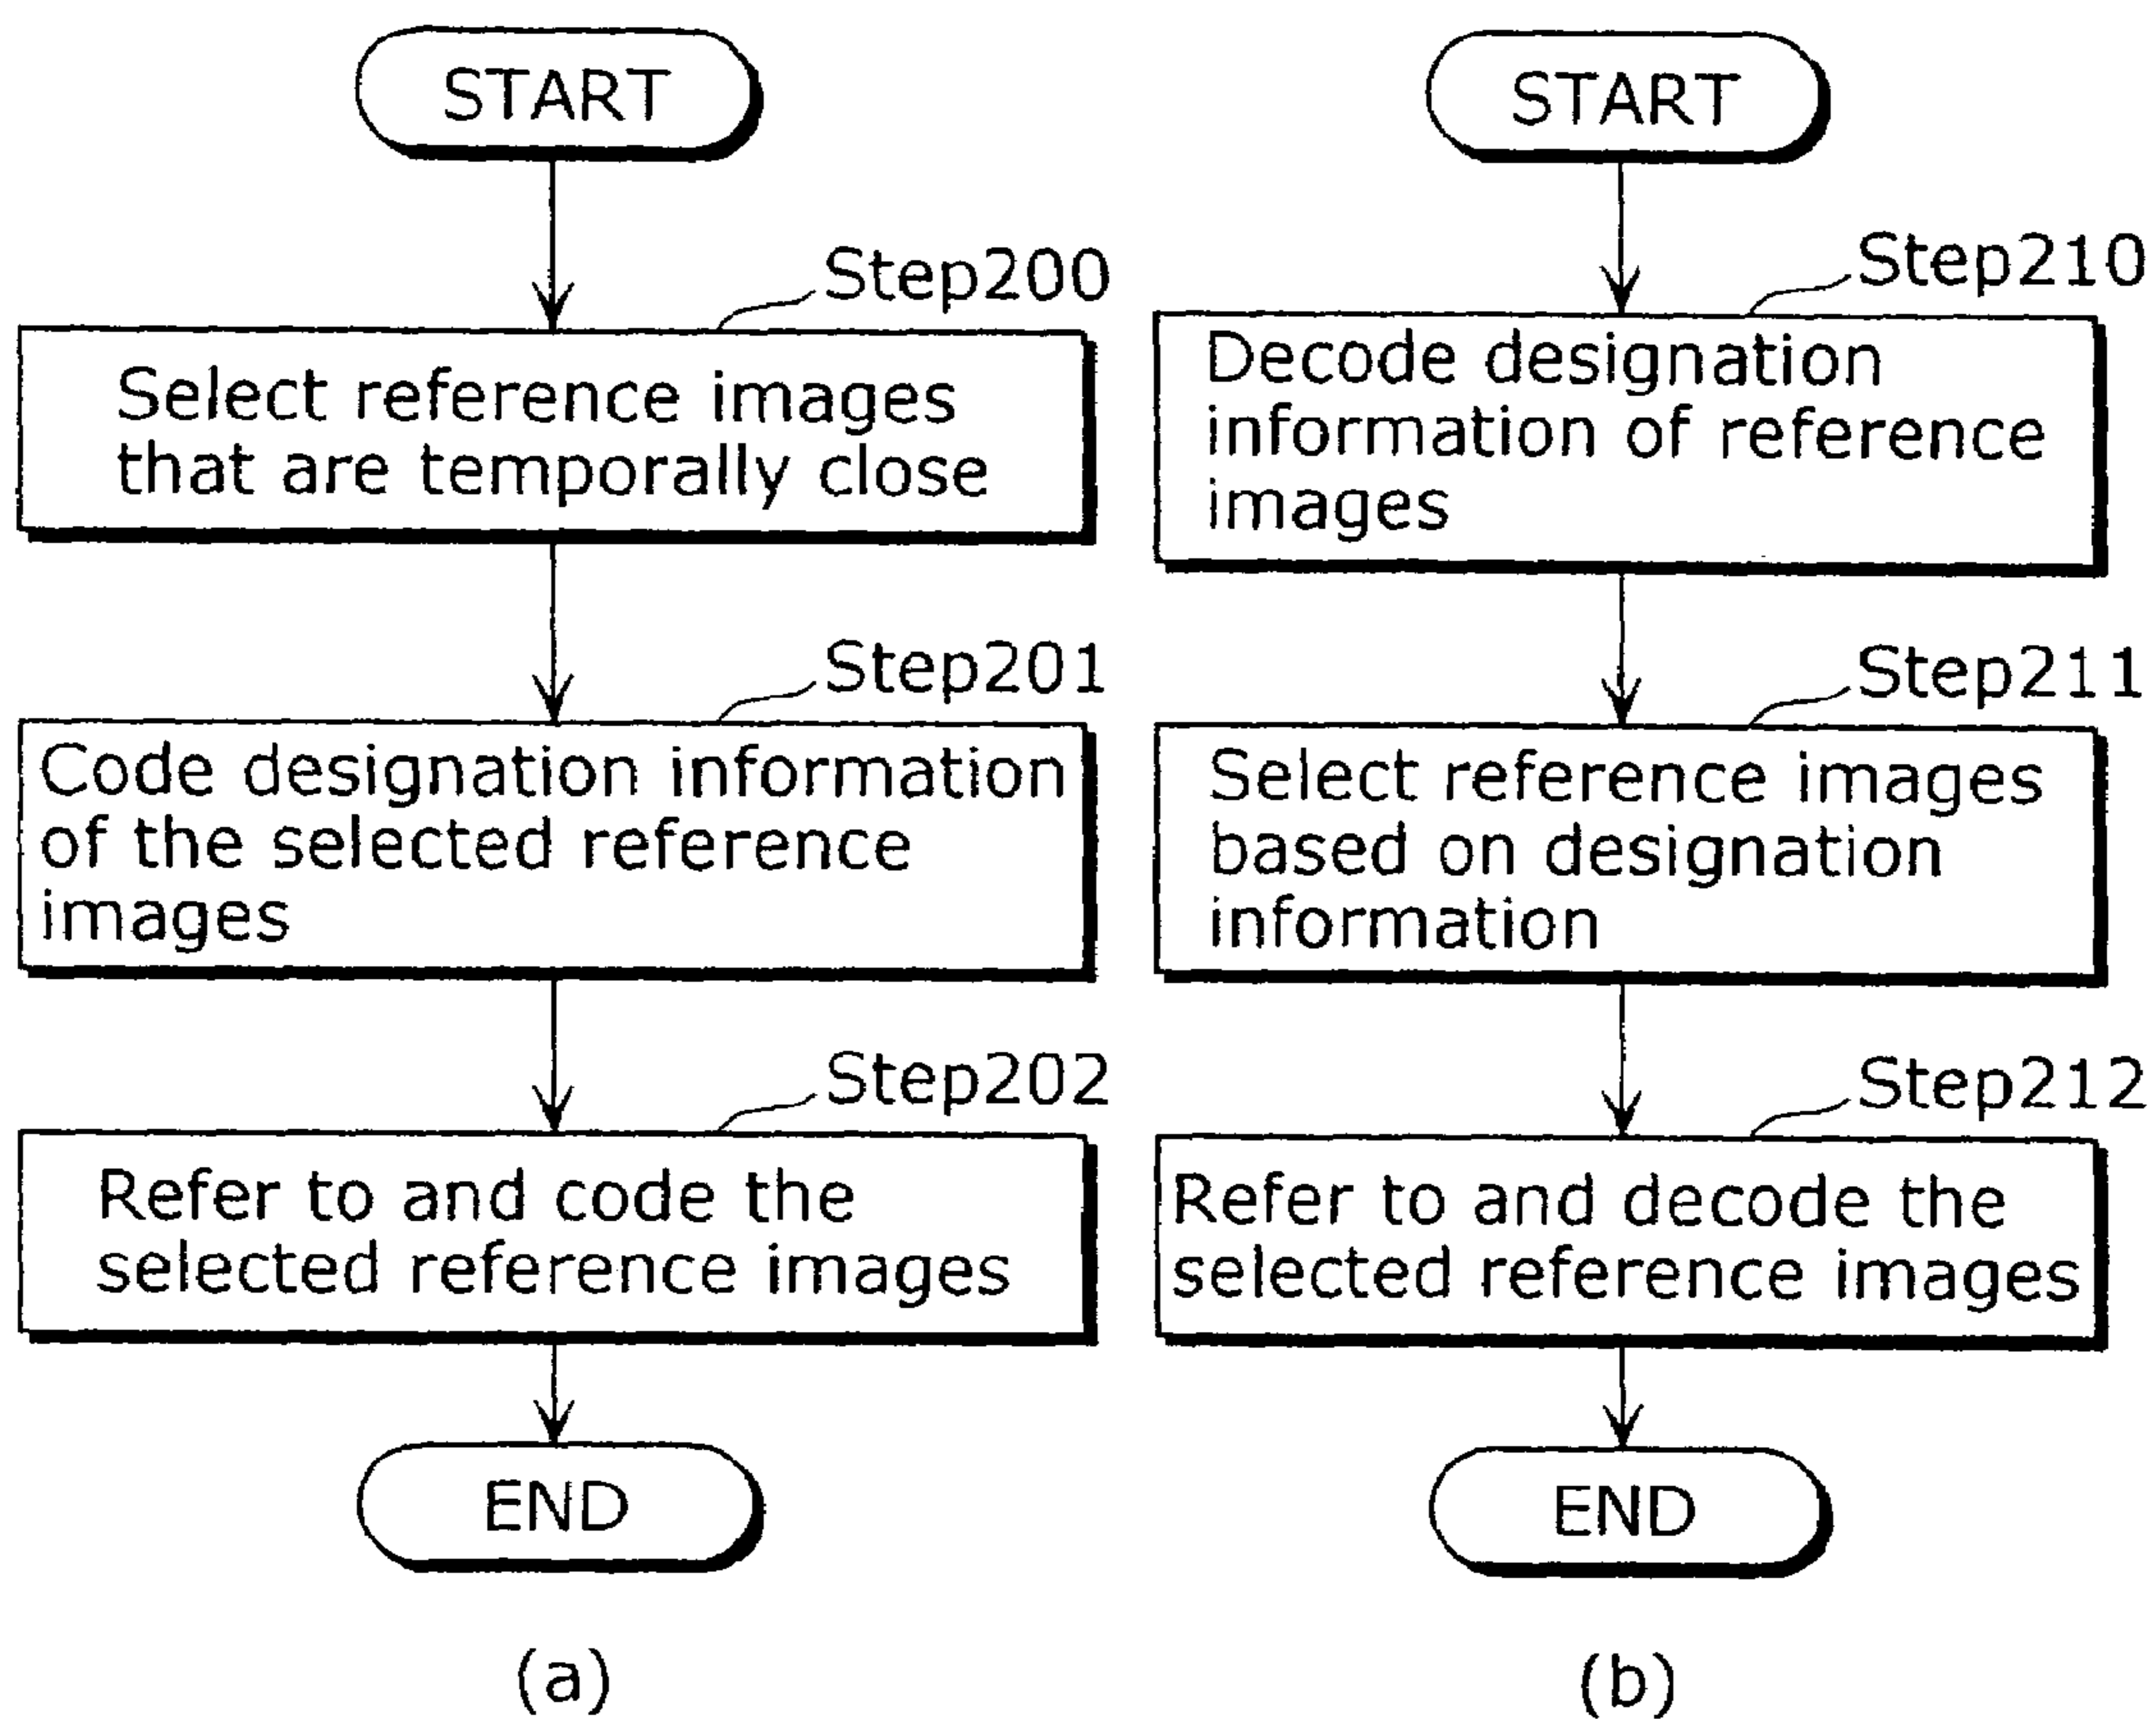 START
Step200
Select reference images
that are temporally close
Step201
Code designation information
of the selected reference
images
Step202
Refer to and code the
selected reference images
END
(a)
START
Step210
Decode designation
information of reference
images
Step211
Select reference images
based on designation
information
Step212
Refer to and decode the
selected reference images
END
(b)